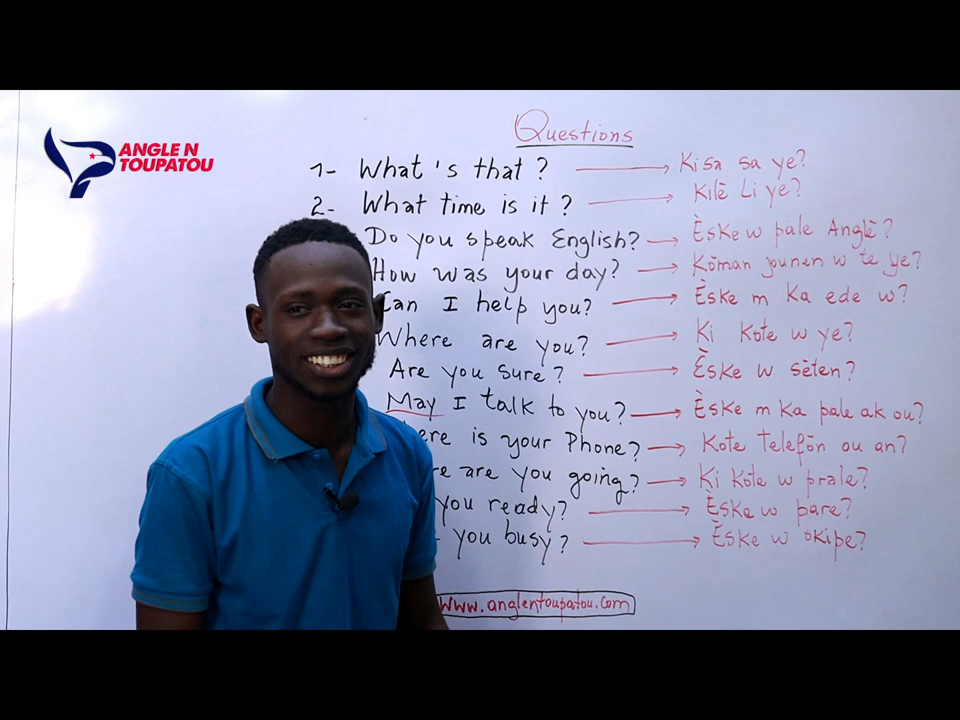 ANGLE N
TOUPATOU
Questions
1- What's that? Kisa sa ye?
2- What time is it? Kilè Li ye?
Do you speak English? Èske w pale Anglè?
How was your day? Kòman jounen w te ye?
Can I help you? Èske m Ka ede w?
Where are you? Ki Kote w ye?
Are you sure? Èske w sèten?
May I talk to you? Èske m Ka pale ak ou?
ere is your Phone? Kote telefòn ou an?
re are you going? Ki Kote w prale?
you ready? Èske w pare?
you busy? Èske w okipe?
www.anglentoupatou.com